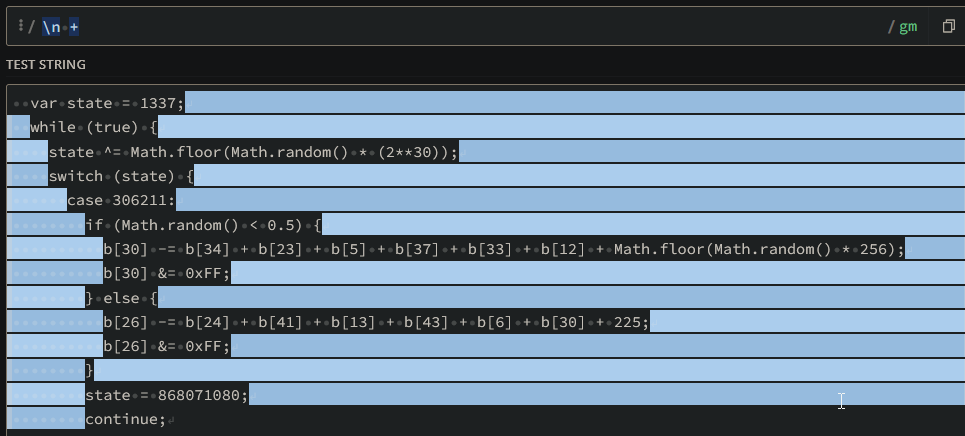 / \n + / gm
TEST STRING
  var state = 1337;
  while (true) {
    state ^= Math.floor(Math.random() * (2**30));
    switch (state) {
      case 306211:
        if (Math.random() < 0.5) {
          b[30] -= b[34] + b[23] + b[5] + b[37] + b[33] + b[12] + Math.floor(Math.random() * 256);
          b[30] &= 0xFF;
        } else {
          b[26] -= b[24] + b[41] + b[13] + b[43] + b[6] + b[30] + 225;
          b[26] &= 0xFF;
        }
        state = 868071080;
        continue;